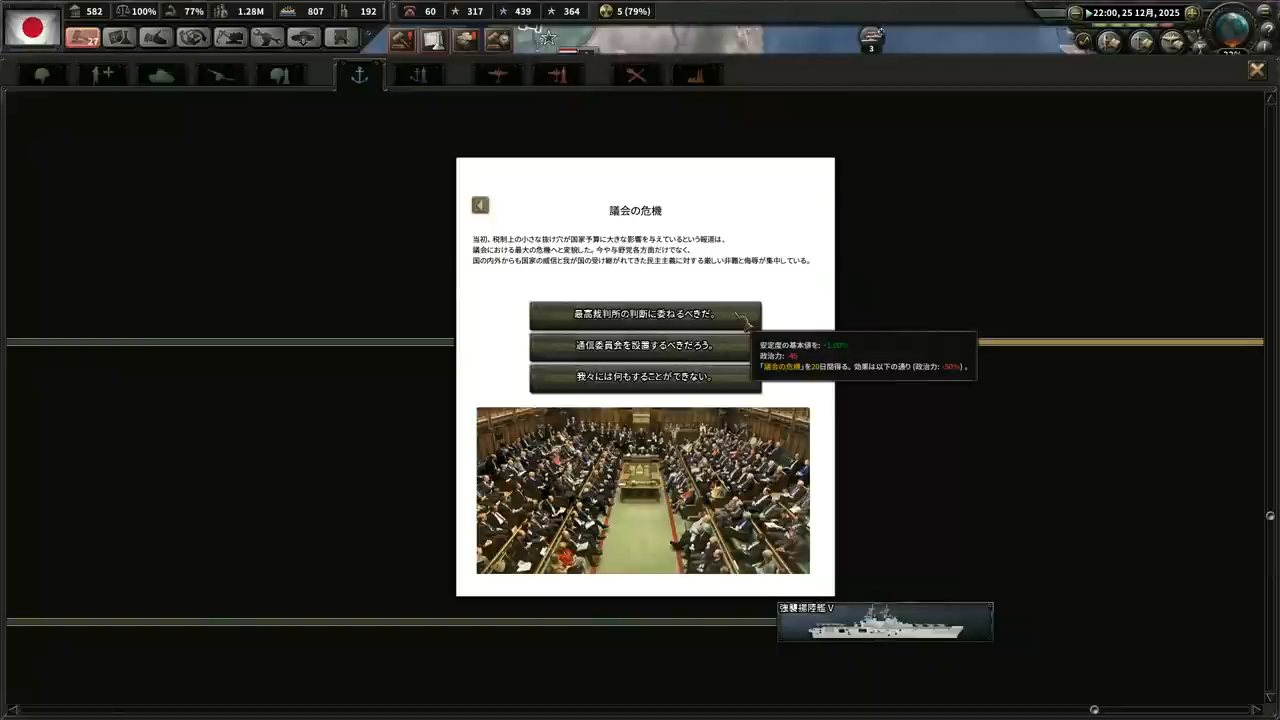 582 100% 77% 1.28M 807 192 60 317 439 364 5 (79%) 22:00, 25 12月, 2025
27
3
議会の危機
当初、税制上の小さな抜け穴が国家予算に大きな影響を与えているという報道は、
議会における最大の危機へと変貌した。今や与野党各方面だけでなく、
国の内外からも国家の威信と我が国の受け継がれてきた民主主義に対する厳しい非難と侮辱が集中している。
最高裁判所の判断に委ねるべきだ。
通信委員会を設置するべきだろう。
我々には何もすることができない。
安定度の基本値を: -1.00%
政治力: -45
「議会の危機」を20日間得る。効果は以下の通り (政治力: -50%) 。
強襲揚陸艦 V